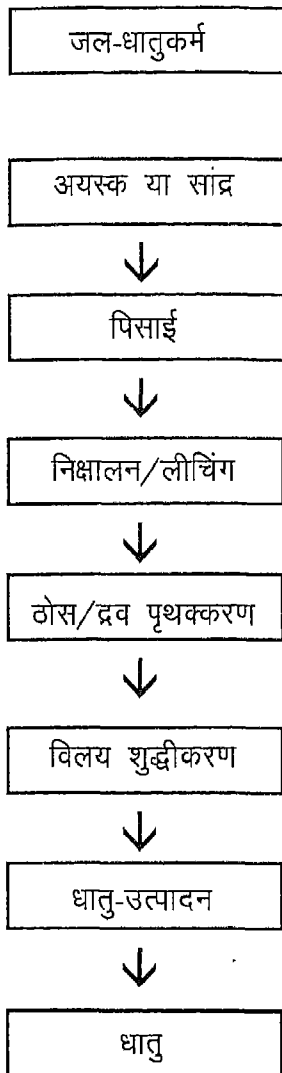 जल-धातुकर्म
अयस्क या सांद्र
पिसाई
निक्षालन/लीचिंग
ठोस/द्रव पृथक्करण
विलय शुद्धीकरण
धातु-उत्पादन
धातु